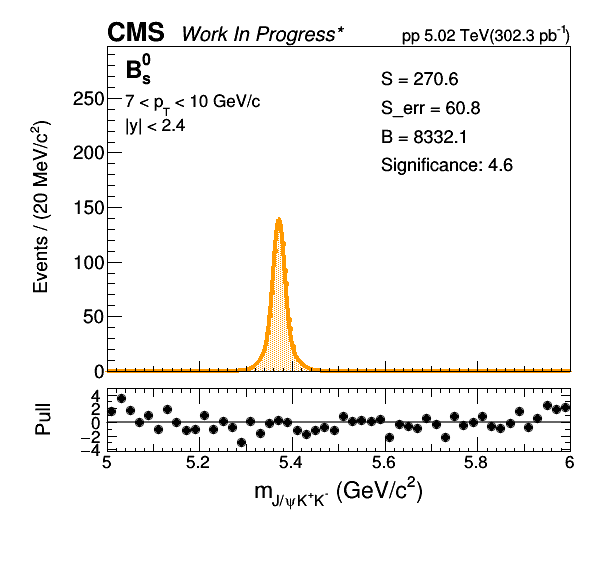 CMS Work In Progress* pp 5.02 TeV(302.3 pb⁻¹)
B⁰ₛ
7 < p_T < 10 GeV/c
|y| < 2.4
S = 270.6
S_err = 60.8
B = 8332.1
Significance: 4.6
Events / (20 MeV/c²)
250
200
150
100
50
0
Pull
4
2
0
−2
−4
5 5.2 5.4 5.6 5.8 6
m_{J/ψK⁺K⁻} (GeV/c²)